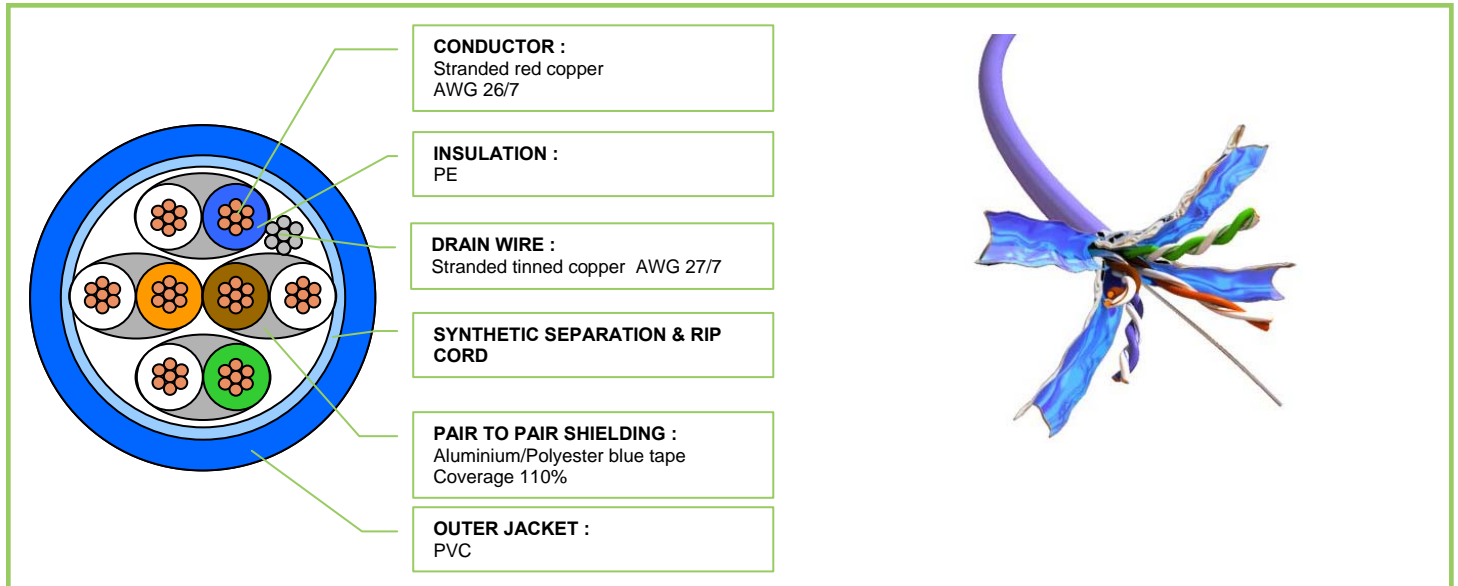 CONDUCTOR :
Stranded red copper
AWG 26/7
INSULATION :
PE
DRAIN WIRE :
Stranded tinned copper AWG 27/7
SYNTHETIC SEPARATION & RIP
CORD
PAIR TO PAIR SHIELDING :
Aluminium/Polyester blue tape
Coverage 110%
OUTER JACKET :
PVC